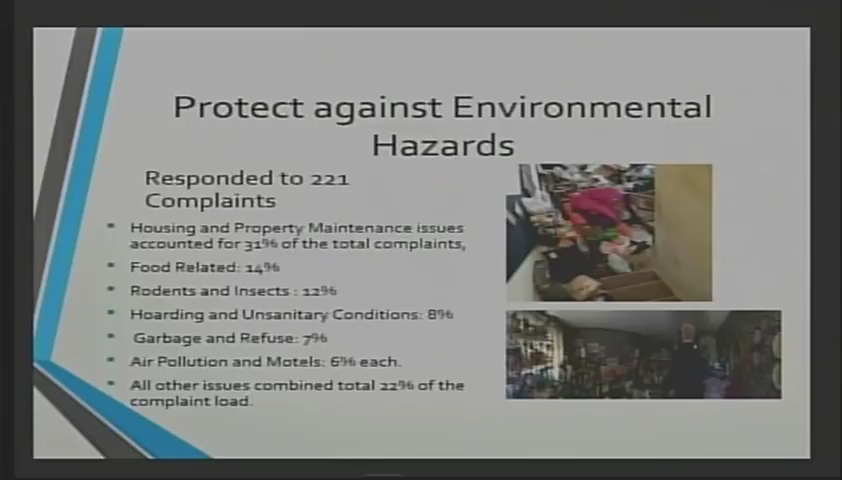 Protect against Environmental
Hazards
Responded to 221
Complaints
Housing and Property Maintenance issues
accounted for 31% of the total complaints,
Food Related: 14%
Rodents and Insects : 12%
Hoarding and Unsanitary Conditions: 8%
Garbage and Refuse: 7%
Air Pollution and Motels: 6% each.
All other issues combined total 22% of the
complaint load.